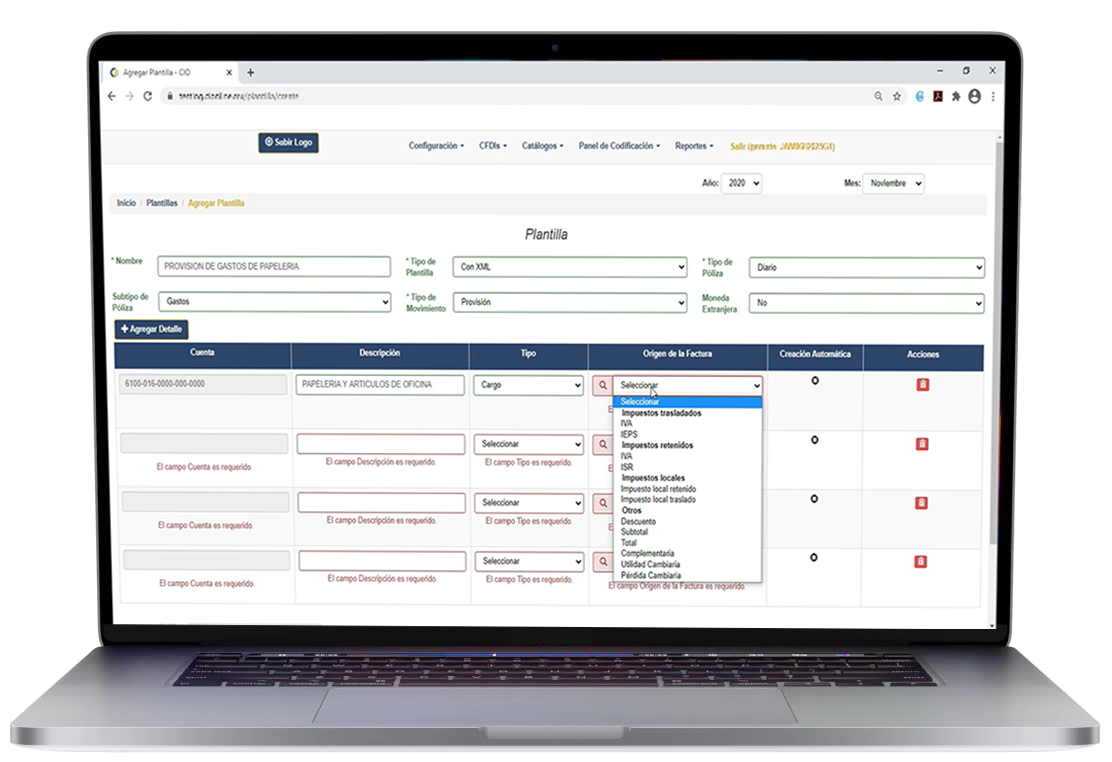 Agregar Plantilla - CIO
Subir Logo
Configuración
CFDIs
Catálogos
Panel de Codificación
Reportes
Salir
Año: 2020
Mes: Noviembre
Inicio / Plantillas / Agregar Plantilla
Plantilla
* Nombre
PROVISION DE GASTOS DE PAPELERIA
* Tipo de
Plantilla
Con XML
* Tipo de
Póliza
Diario
Subtipo de
Póliza
Gastos
* Tipo de
Movimiento
Provisión
Moneda
Extranjera
No
+ Agregar Detalle
Cuenta
Descripción
Tipo
Origen de la Factura
Creación Automática
Acciones
6100-016-0000-000-0000
PAPELERIA Y ARTICULOS DE OFICINA
Cargo
Seleccionar
Seleccionar
Impuestos trasladados
IVA
IEPS
Impuestos retenidos
IVA
ISR
Impuestos locales
Impuesto local retenido
Impuesto local traslado
Otros
Descuento
Subtotal
Total
Complementaria
Utilidad Cambiaria
Pérdida Cambiaria
Seleccionar
El campo Cuenta es requerido.
El campo Descripción es requerido.
El campo Tipo es requerido.
Seleccionar
El campo Cuenta es requerido.
El campo Descripción es requerido.
El campo Tipo es requerido.
Seleccionar
El campo Cuenta es requerido.
El campo Descripción es requerido.
El campo Tipo es requerido.
El campo Origen de la Factura es requerido.